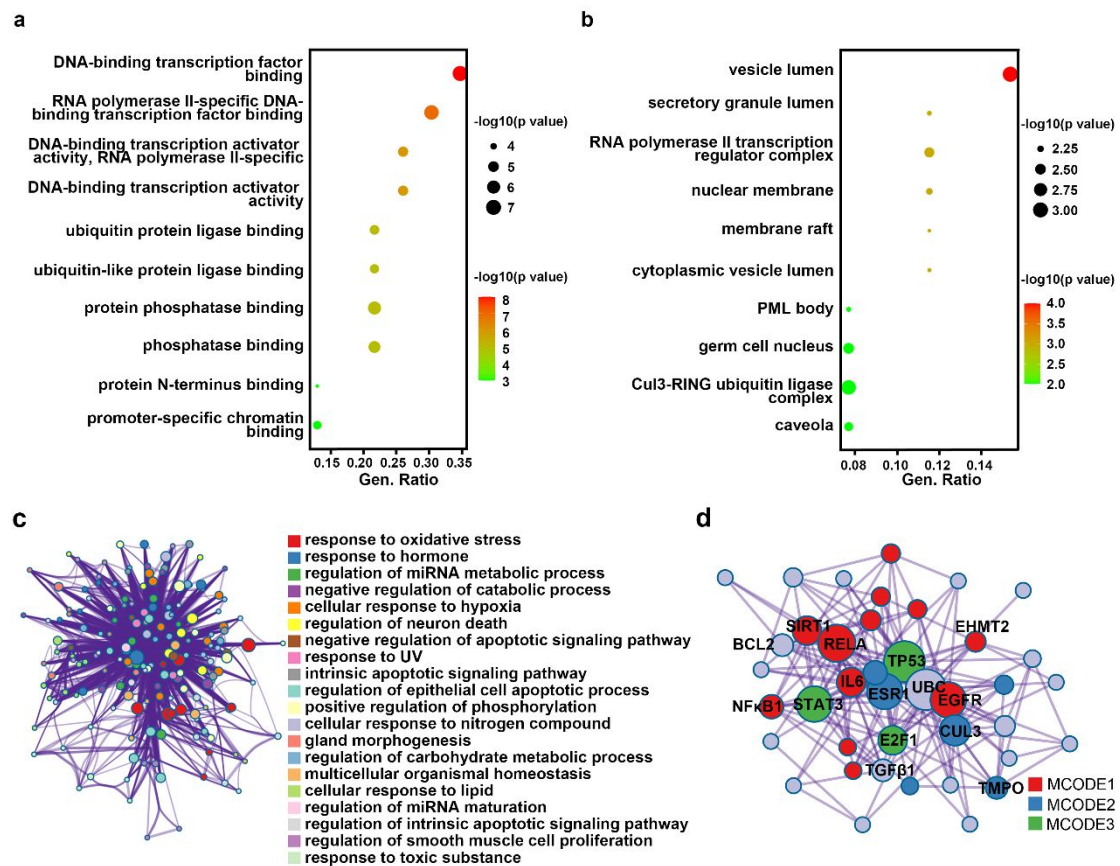 a
DNA-binding transcription factor
binding
RNA polymerase II-specific DNA-
binding transcription factor binding
DNA-binding transcription activator
activity, RNA polymerase II-specific
DNA-binding transcription activator
activity
ubiquitin protein ligase binding
ubiquitin-like protein ligase binding
protein phosphatase binding
phosphatase binding
protein N-terminus binding
promoter-specific chromatin
binding
0.15 0.20 0.25 0.30 0.35
Gen. Ratio
-log10(p value)
4
5
6
7
-log10(p value)
8
7
6
5
4
3
b
vesicle lumen
secretory granule lumen
RNA polymerase II transcription
regulator complex
nuclear membrane
membrane raft
cytoplasmic vesicle lumen
PML body
germ cell nucleus
Cul3-RING ubiquitin ligase
complex
caveola
0.08 0.10 0.12 0.14
Gen. Ratio
-log10(p value)
2.25
2.50
2.75
3.00
-log10(p value)
4.0
3.5
3.0
2.5
2.0
c
response to oxidative stress
response to hormone
regulation of miRNA metabolic process
negative regulation of catabolic process
cellular response to hypoxia
regulation of neuron death
negative regulation of apoptotic signaling pathway
response to UV
intrinsic apoptotic signaling pathway
regulation of epithelial cell apoptotic process
positive regulation of phosphorylation
cellular response to nitrogen compound
gland morphogenesis
regulation of carbohydrate metabolic process
multicellular organismal homeostasis
cellular response to lipid
regulation of miRNA maturation
regulation of intrinsic apoptotic signaling pathway
regulation of smooth muscle cell proliferation
response to toxic substance
d
SIRT1
EHMT2
BCL2
RELA
TP53
IL6
ESR1
UBC
EGFR
NFκB1
STAT3
CUL3
E2F1
TGFβ1
TMPO
MCODE1
MCODE2
MCODE3